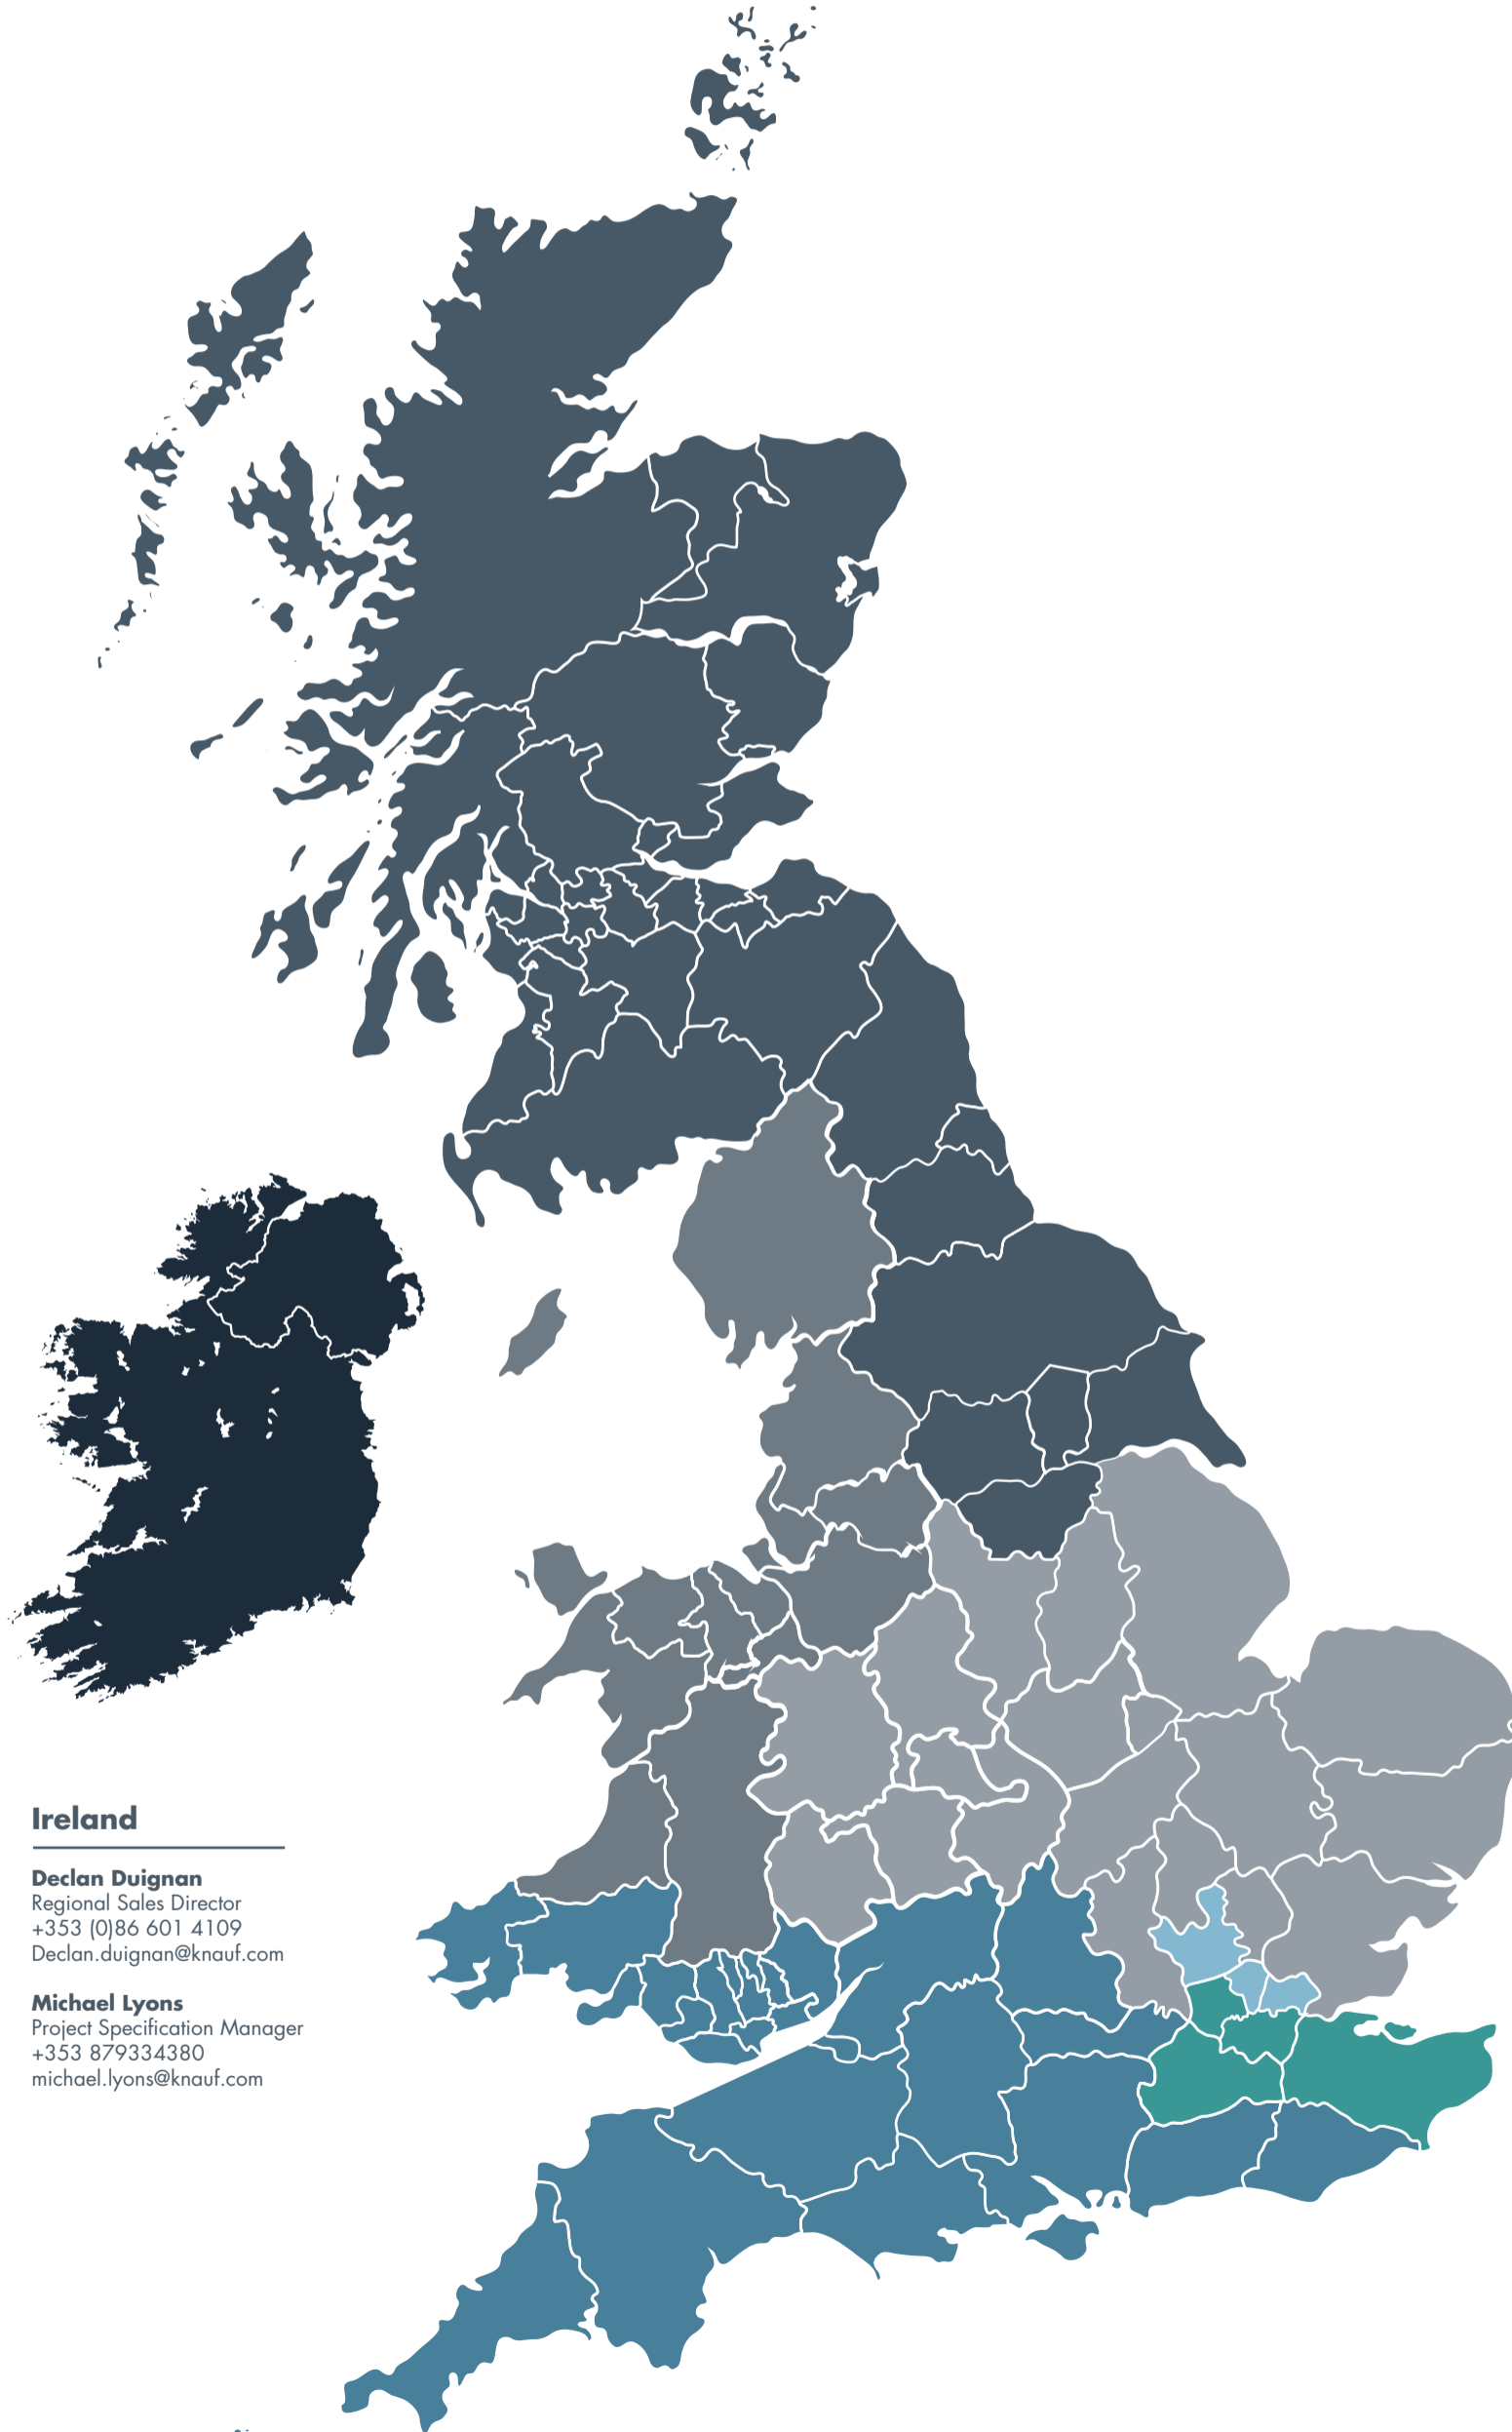 Ireland
Declan Duignan
Regional Sales Director
+353 (0)86 601 4109
Declan.duignan@knauf.com
Michael Lyons
Project Specification Manager
+353 879334380
michael.lyons@knauf.com